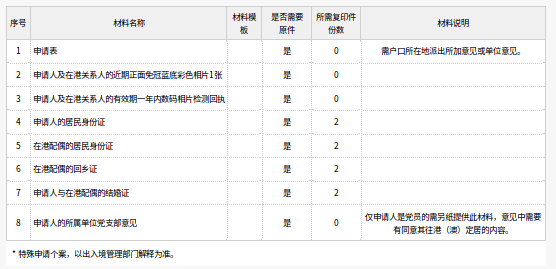 序号 材料名称 材料模板 是否需要原件 所需复印件份数 材料说明
1 申请表 是 0 需户口所在地派出所加意见或单位意见。
2 申请人及在港关系人的近期正面免冠蓝底彩色相片1张 是 0
3 申请人及在港关系人的有效期一年内数码相片检测回执 是 0
4 申请人的居民身份证 是 2
5 在港配偶的居民身份证 是 2
6 在港配偶的回乡证 是 2
7 申请人与在港配偶的结婚证 是 2
8 申请人的所属单位党支部意见 是 0 仅申请人是党员的需另纸提供此材料，意见中需要
有同意其往港（澳）定居的内容。
* 特殊申请个案，以出入境管理部门解释为准。